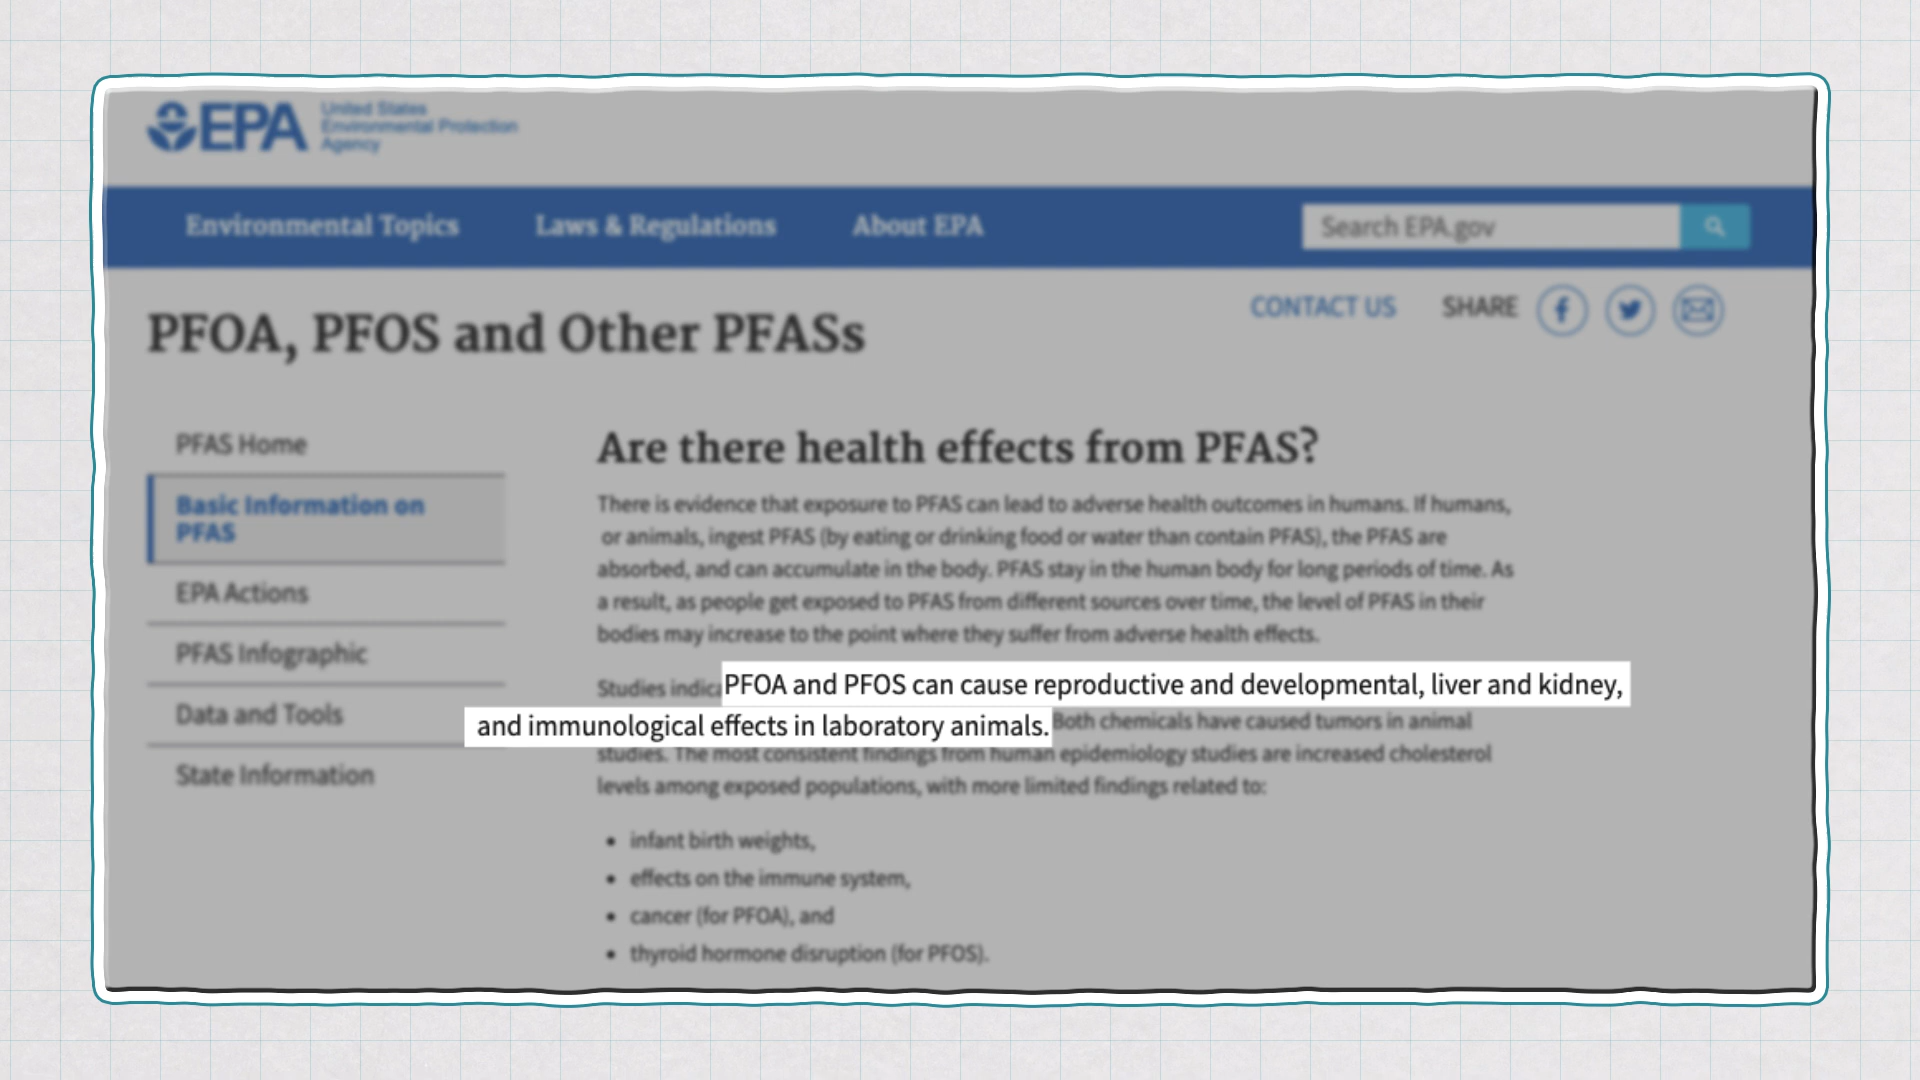 EPA
United States
Environmental Protection
Agency
Environmental Topics
Laws & Regulations
About EPA
Search EPA.gov
PFOA, PFOS and Other PFASs
CONTACT US
SHARE
PFAS Home
Basic Information on
PFAS
EPA Actions
PFAS Infographic
Data and Tools
State Information
Are there health effects from PFAS?
There is evidence that exposure to PFAS can lead to adverse health outcomes in humans. If humans,
or animals, ingest PFAS (by eating or drinking food or water than contain PFAS), the PFAS are
absorbed, and can accumulate in the body. PFAS stay in the human body for long periods of time. As
a result, as people get exposed to PFAS from different sources over time, the level of PFAS in their
bodies may increase to the point where they suffer from adverse health effects.
Studies indica PFOA and PFOS can cause reproductive and developmental, liver and kidney,
and immunological effects in laboratory animals. Both chemicals have caused tumors in animal
studies. The most consistent findings from human epidemiology studies are increased cholesterol
levels among exposed populations, with more limited findings related to:
• infant birth weights,
• effects on the immune system,
• cancer (for PFOA), and
• thyroid hormone disruption (for PFOS).